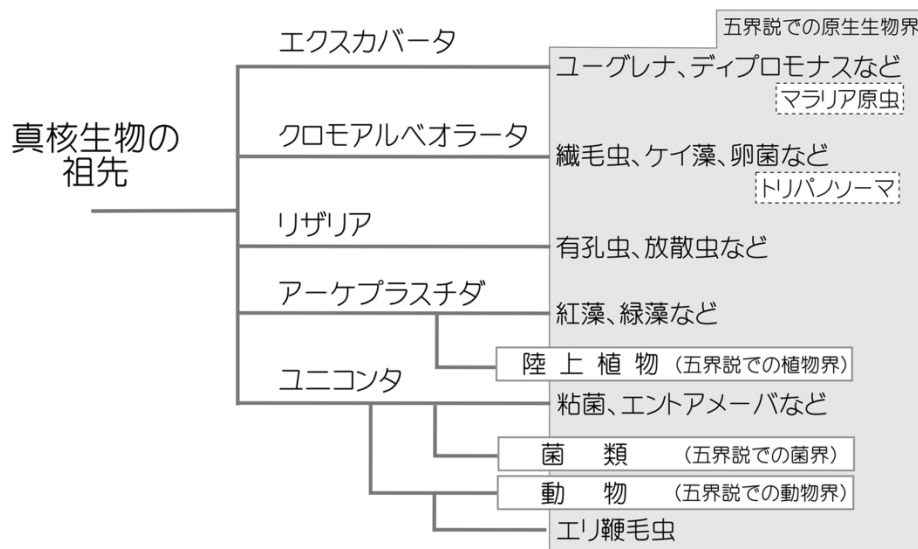 五界説での原生生物界
エクスカバータ
ユーグレナ、ディプロモナスなど
マラリア原虫
真核生物の
祖先
クロモアルベオラータ
繊毛虫、ケイ藻、卵菌など
トリパノソーマ
リザリア
有孔虫、放散虫など
アーケプラスチダ
紅藻、緑藻など
陸上植物 (五界説での植物界)
ユニコンタ
粘菌、エントアメーバなど
菌類 (五界説での菌界)
動物 (五界説での動物界)
エリ鞭毛虫